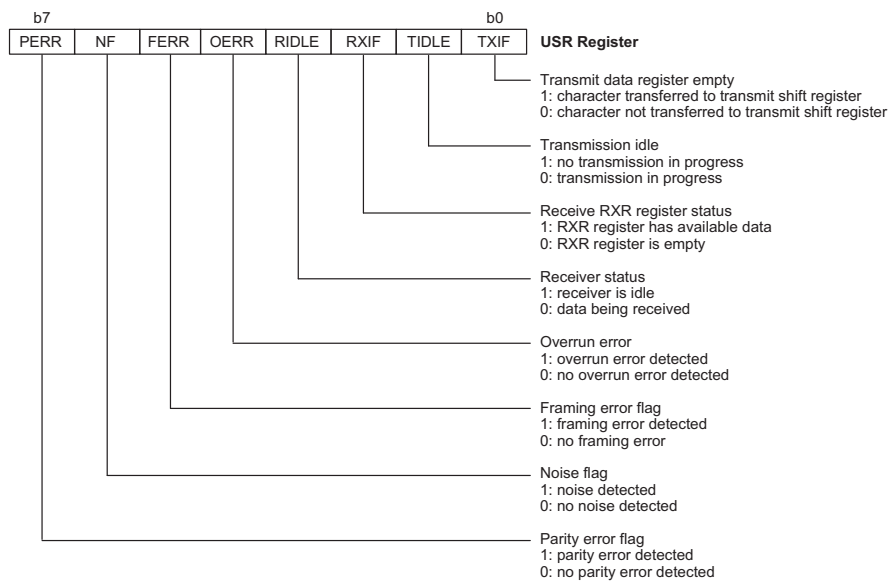 b7 b0
PERR NF FERR OERR RIDLE RXIF TIDLE TXIF USR Register
Transmit data register empty
1: character transferred to transmit shift register
0: character not transferred to transmit shift register
Transmission idle
1: no transmission in progress
0: transmission in progress
Receive RXR register status
1: RXR register has available data
0: RXR register is empty
Receiver status
1: receiver is idle
0: data being received
Overrun error
1: overrun error detected
0: no overrun error detected
Framing error flag
1: framing error detected
0: no framing error
Noise flag
1: noise detected
0: no noise detected
Parity error flag
1: parity error detected
0: no parity error detected